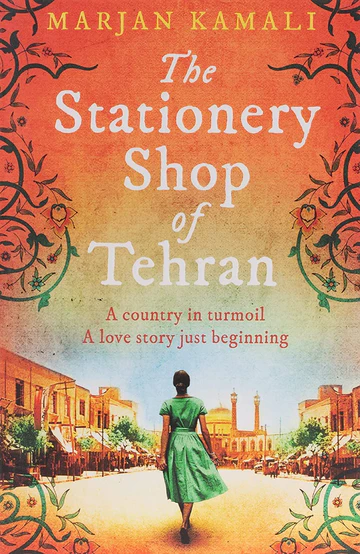 MARJAN KAMALI
The
Stationery
Shop
of
Tehran
A country in turmoil
A love story just beginning